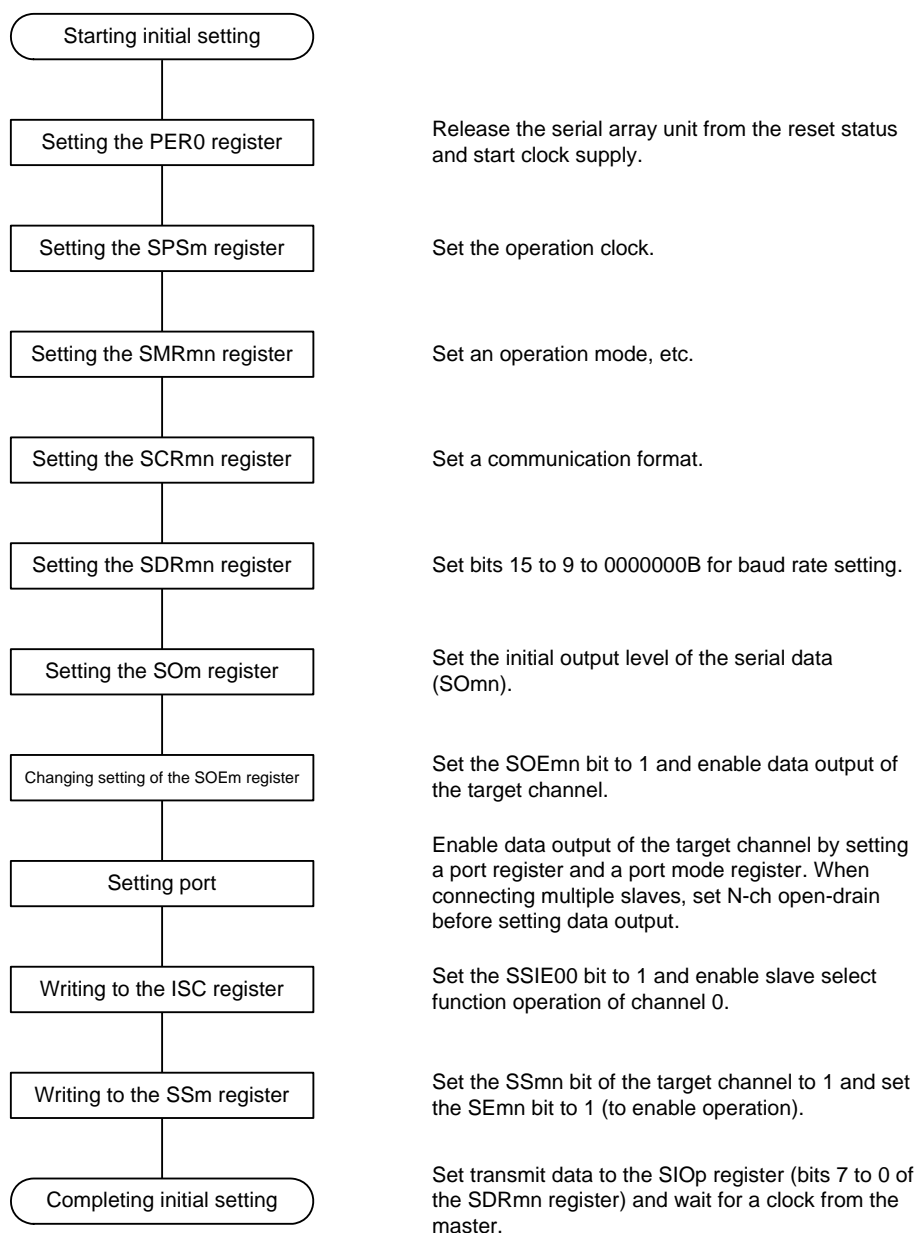 Starting initial setting
Setting the PER0 register
Release the serial array unit from the reset status
and start clock supply.
Setting the SPSm register
Set the operation clock.
Setting the SMRmn register
Set an operation mode, etc.
Setting the SCRmn register
Set a communication format.
Setting the SDRmn register
Set bits 15 to 9 to 0000000B for baud rate setting.
Setting the SOm register
Set the initial output level of the serial data
(SOmn).
Changing setting of the SOEm register
Set the SOEmn bit to 1 and enable data output of
the target channel.
Setting port
Enable data output of the target channel by setting
a port register and a port mode register. When
connecting multiple slaves, set N-ch open-drain
before setting data output.
Writing to the ISC register
Set the SSIE00 bit to 1 and enable slave select
function operation of channel 0.
Writing to the SSm register
Set the SSmn bit of the target channel to 1 and set
the SEmn bit to 1 (to enable operation).
Completing initial setting
Set transmit data to the SIOp register (bits 7 to 0 of
the SDRmn register) and wait for a clock from the
master.